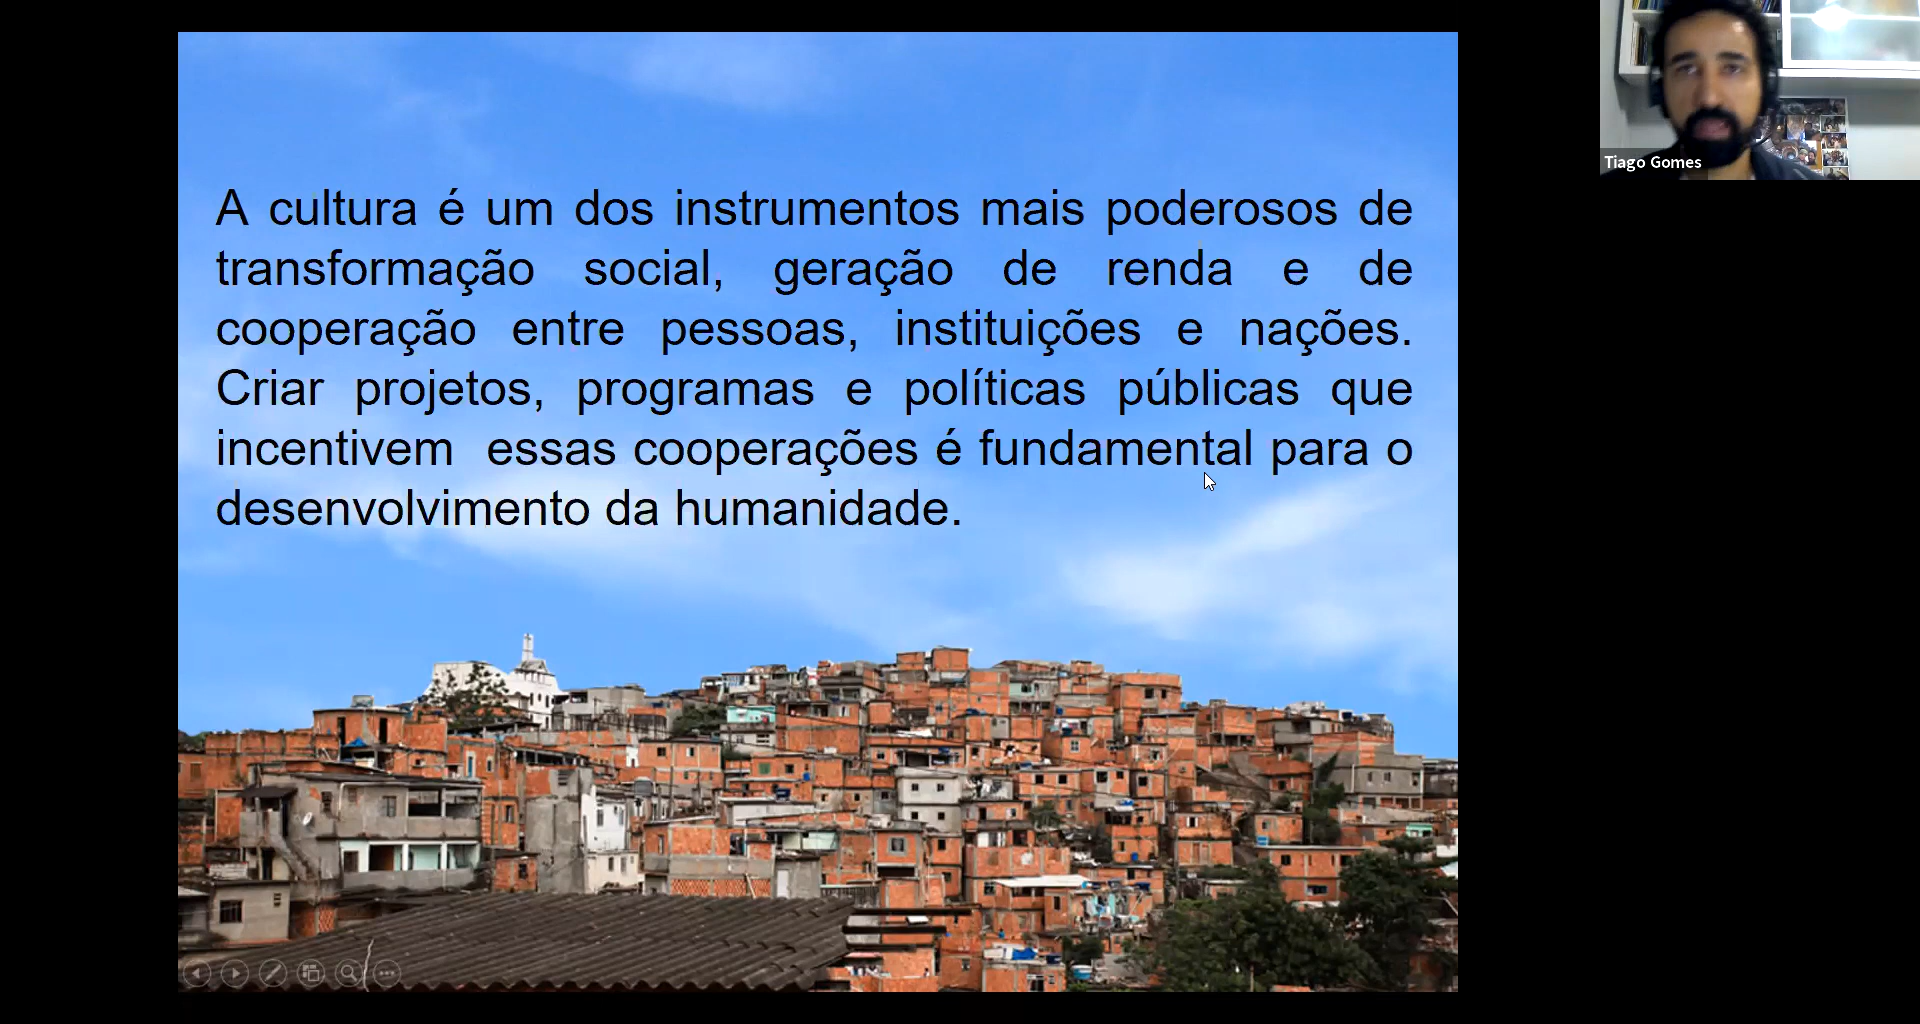 A cultura é um dos instrumentos mais poderosos de
transformação social, geração de renda e de
cooperação entre pessoas, instituições e nações.
Criar projetos, programas e políticas públicas que
incentivem  essas cooperações é fundamental para o
desenvolvimento da humanidade.
Tiago Gomes